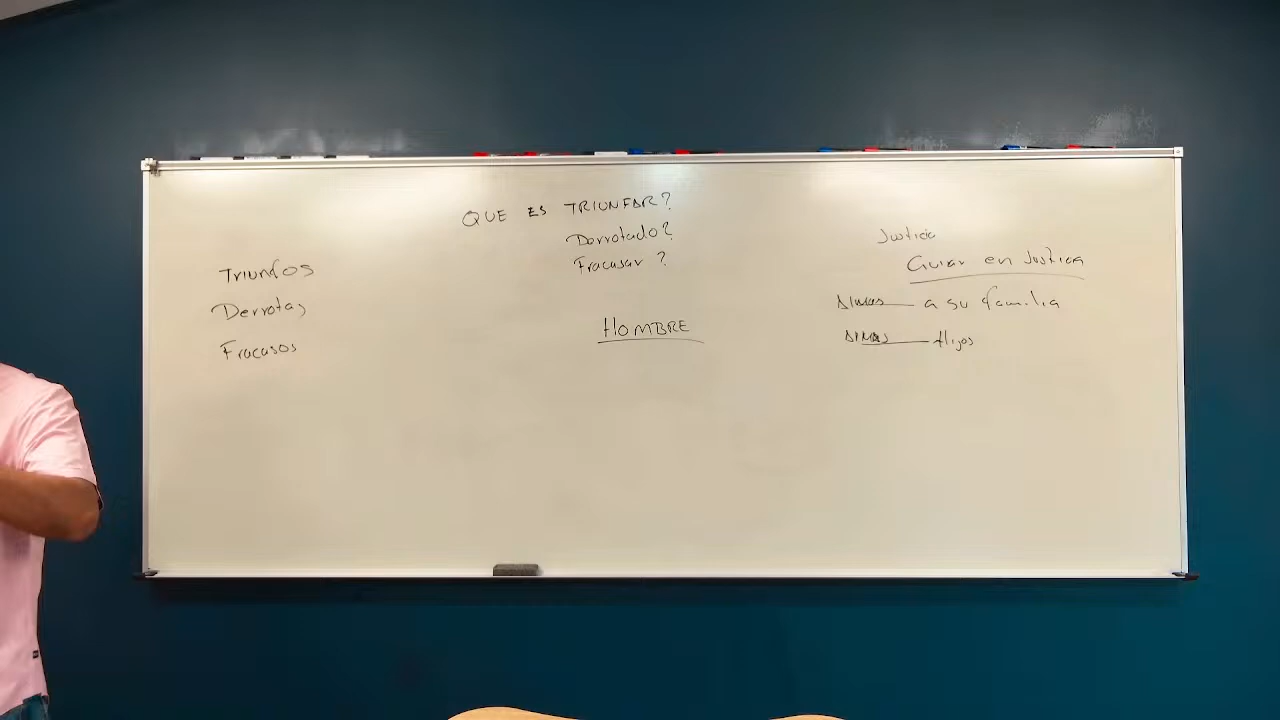 QUE ES TRIUNFAR?
Derrotado?
Fracasar ?
HOMBRE
Triunfos
Derrotas
Fracasos
Justicia
Guiar en Justicia
a su familia
Hijos